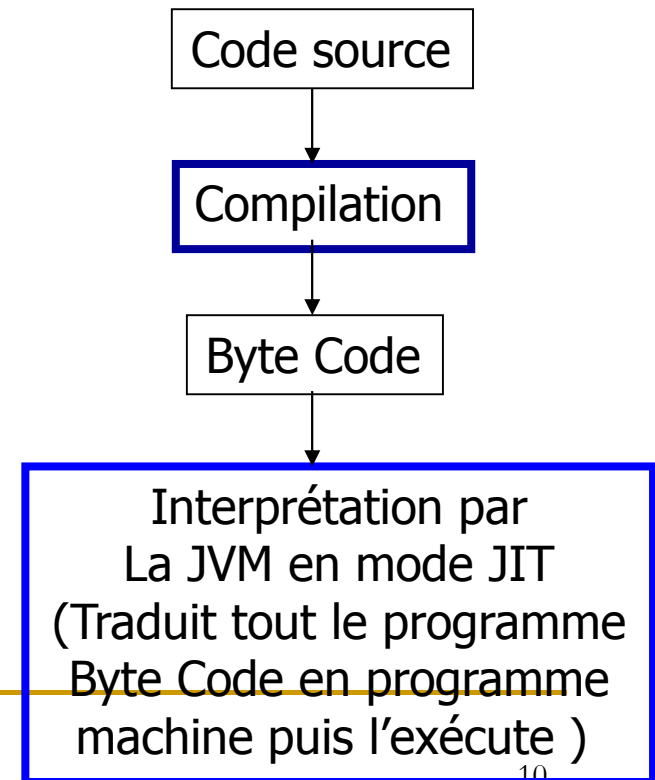 Code source
Compilation
Byte Code
Interprétation par
La JVM en mode JIT
(Traduit tout le programme
Byte Code en programme
machine puis l’exécute )
10